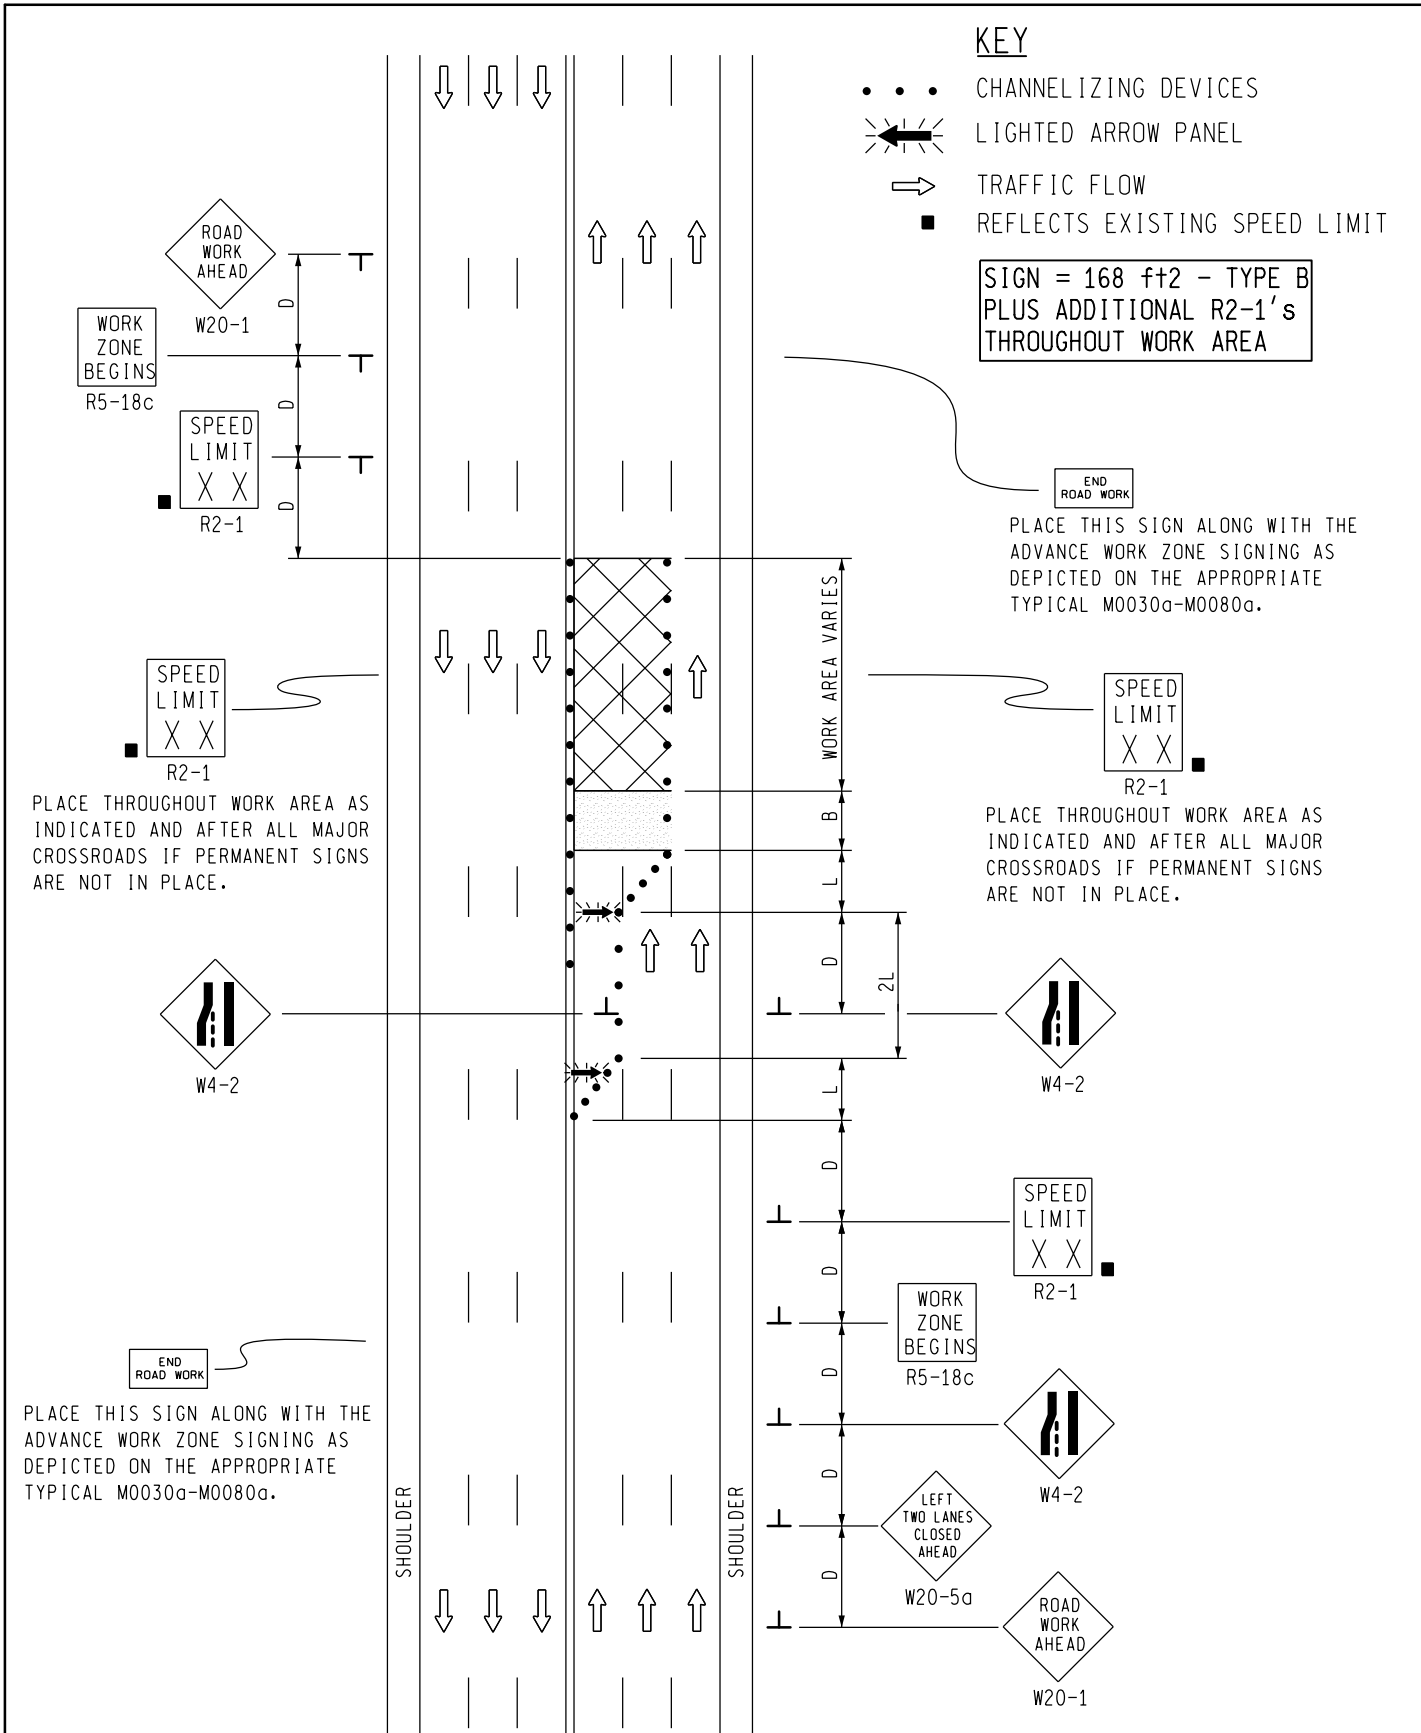 KEY
CHANNELIZING DEVICES
LIGHTED ARROW PANEL
TRAFFIC FLOW
REFLECTS EXISTING SPEED LIMIT
SIGN = 168 ft2 - TYPE B
PLUS ADDITIONAL R2-1's
THROUGHOUT WORK AREA
ROAD
WORK
AHEAD
W20-1
D
WORK
ZONE
BEGINS
R5-18c
D
SPEED
LIMIT
X X
R2-1
D
END
ROAD WORK
PLACE THIS SIGN ALONG WITH THE
ADVANCE WORK ZONE SIGNING AS
DEPICTED ON THE APPROPRIATE
TYPICAL M0030a-M0080a.
WORK AREA VARIES
SPEED
LIMIT
X X
R2-1
PLACE THROUGHOUT WORK AREA AS
INDICATED AND AFTER ALL MAJOR
CROSSROADS IF PERMANENT SIGNS
ARE NOT IN PLACE.
SPEED
LIMIT
X X
R2-1
PLACE THROUGHOUT WORK AREA AS
INDICATED AND AFTER ALL MAJOR
CROSSROADS IF PERMANENT SIGNS
ARE NOT IN PLACE.
B
L
D
2L
W4-2
W4-2
L
D
SPEED
LIMIT
X X
R2-1
D
WORK
ZONE
BEGINS
R5-18c
D
END
ROAD WORK
PLACE THIS SIGN ALONG WITH THE
ADVANCE WORK ZONE SIGNING AS
DEPICTED ON THE APPROPRIATE
TYPICAL M0030a-M0080a.
W4-2
D
SHOULDER
SHOULDER
LEFT
TWO LANES
CLOSED
AHEAD
W20-5a
D
ROAD
WORK
AHEAD
W20-1